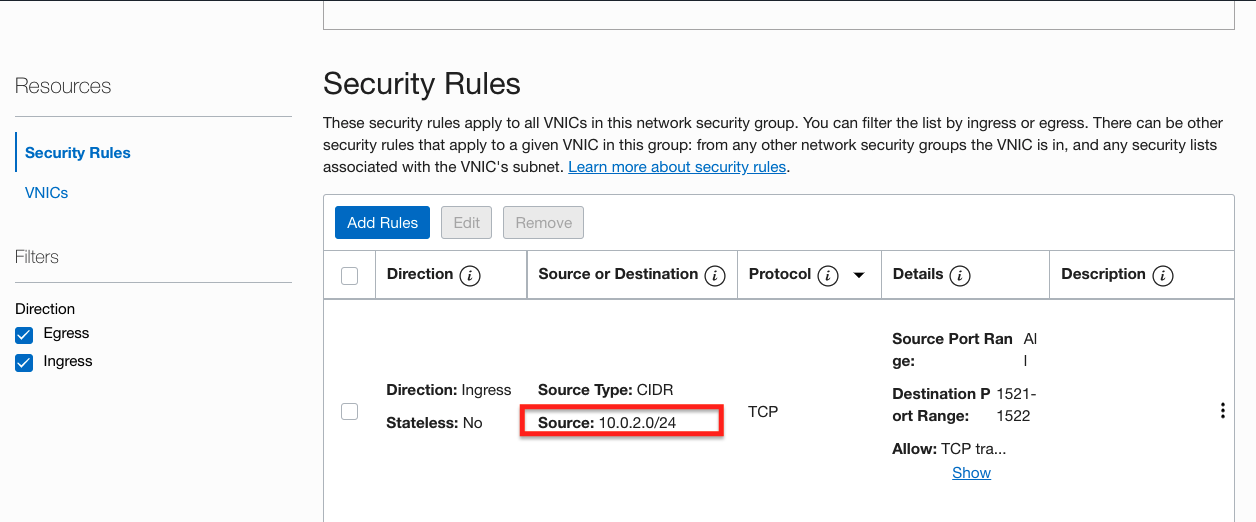 Resources
Security Rules
VNICs
Filters
Direction
Egress
Ingress
Security Rules
These security rules apply to all VNICs in this network security group. You can filter the list by ingress or egress. There can be other
security rules that apply to a given VNIC in this group: from any other network security groups the VNIC is in, and any security lists
associated with the VNIC's subnet. Learn more about security rules.
Add Rules Edit Remove
Direction i Source or Destination i Protocol i Details i Description i
Direction: Ingress
Stateless: No
Source Type: CIDR
Source: 10.0.2.0/24
TCP
Source Port Ran Al
ge: l
Destination P 1521-
ort Range: 1522
Allow: TCP tra...
Show